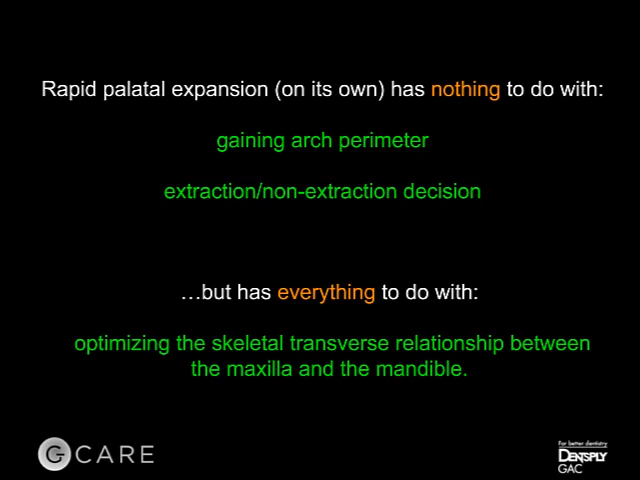 Rapid palatal expansion (on its own) has nothing to do with:
gaining arch perimeter
extraction/non-extraction decision
…but has everything to do with:
optimizing the skeletal transverse relationship between
the maxilla and the mandible.
G CARE
For better dentistry
DENTSPLY
GAC